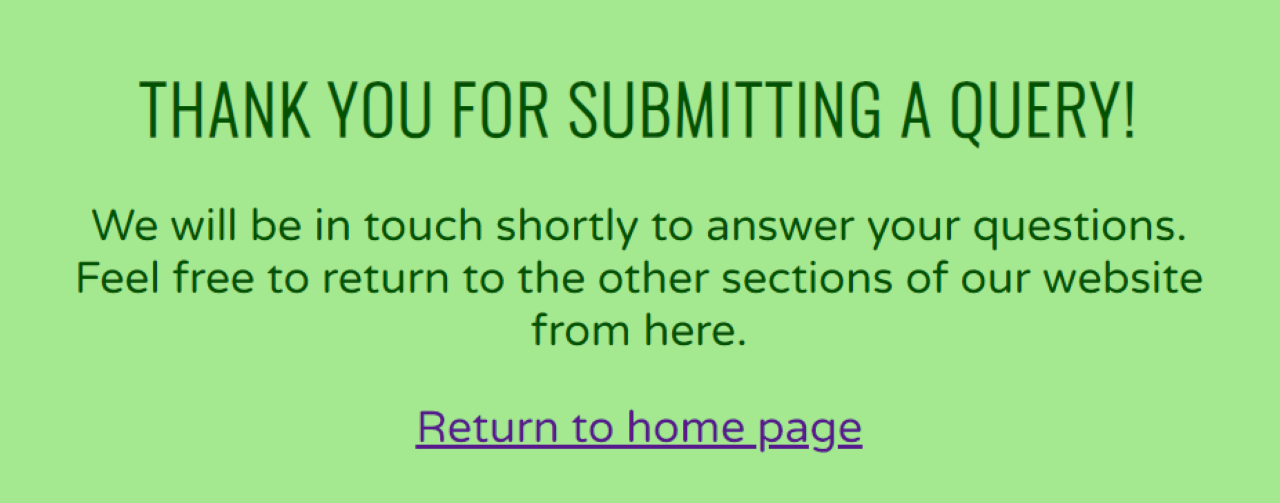 THANK YOU FOR SUBMITTING A QUERY!
We will be in touch shortly to answer your questions.
Feel free to return to the other sections of our website
from here.
Return to home page